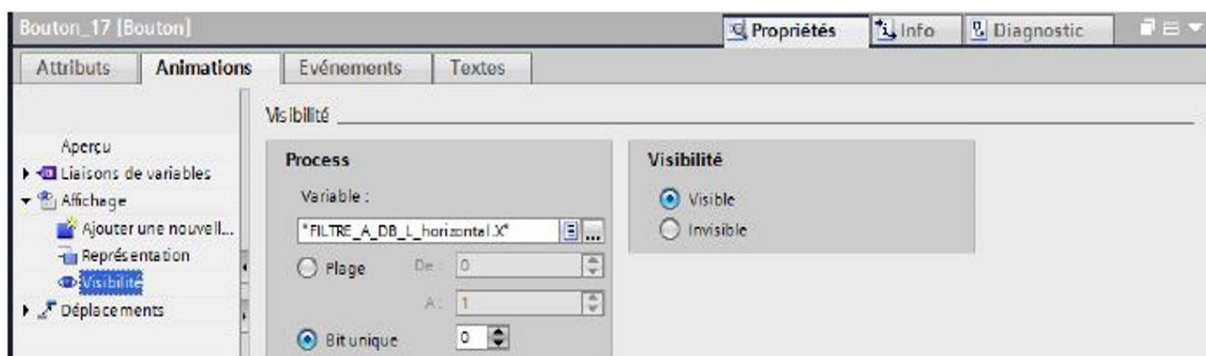 Bouton_17 [Bouton]
Propriétés
Info
Diagnostic
Attributs
Animations
Evénements
Textes
Visibilité
Aperçu
Liaisons de variables
Affichage
Ajouter une nouvell...
Représentation
Visibilité
Déplacements
Process
Variable :
"FILTRE_A_DB_L_horizontal.X"
...
Plage
De : 0
A : 1
Bit unique
0
Visibilité
Visible
Invisible